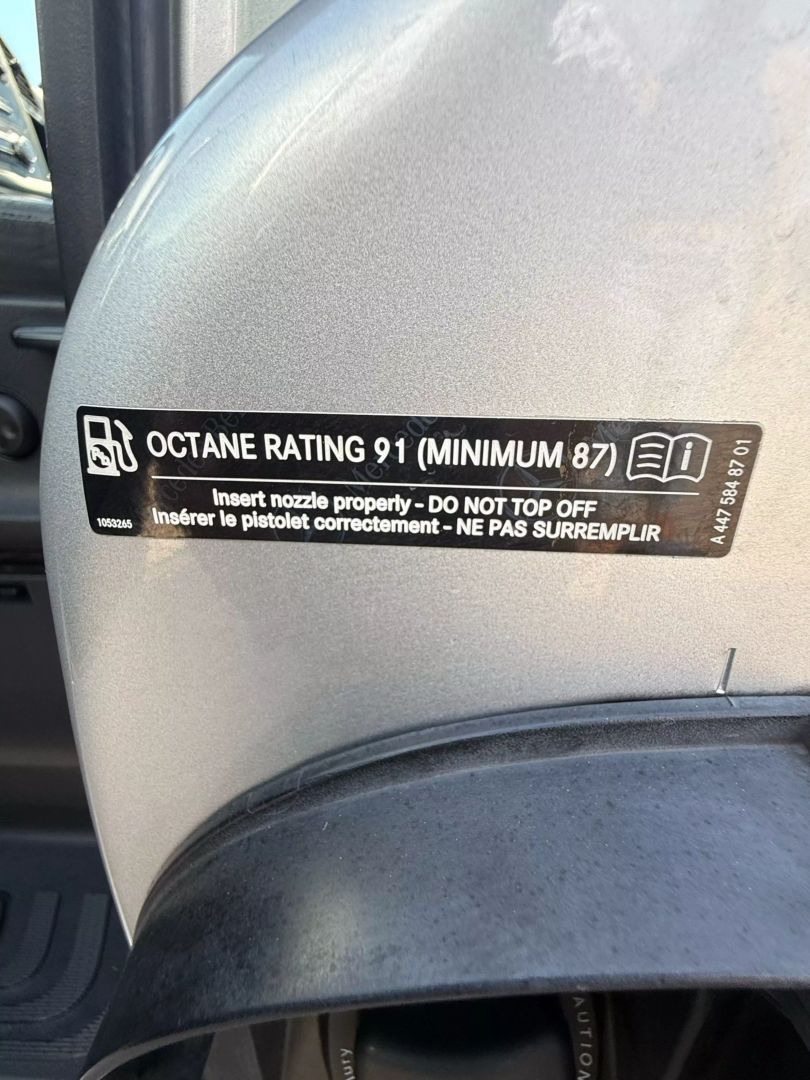 OCTANE RATING 91 (MINIMUM 87)
Insert nozzle properly - DO NOT TOP OFF
Insérer le pistolet correctement - NE PAS SURREMPLIR
1053265
A 447 584 87 01
AUTION